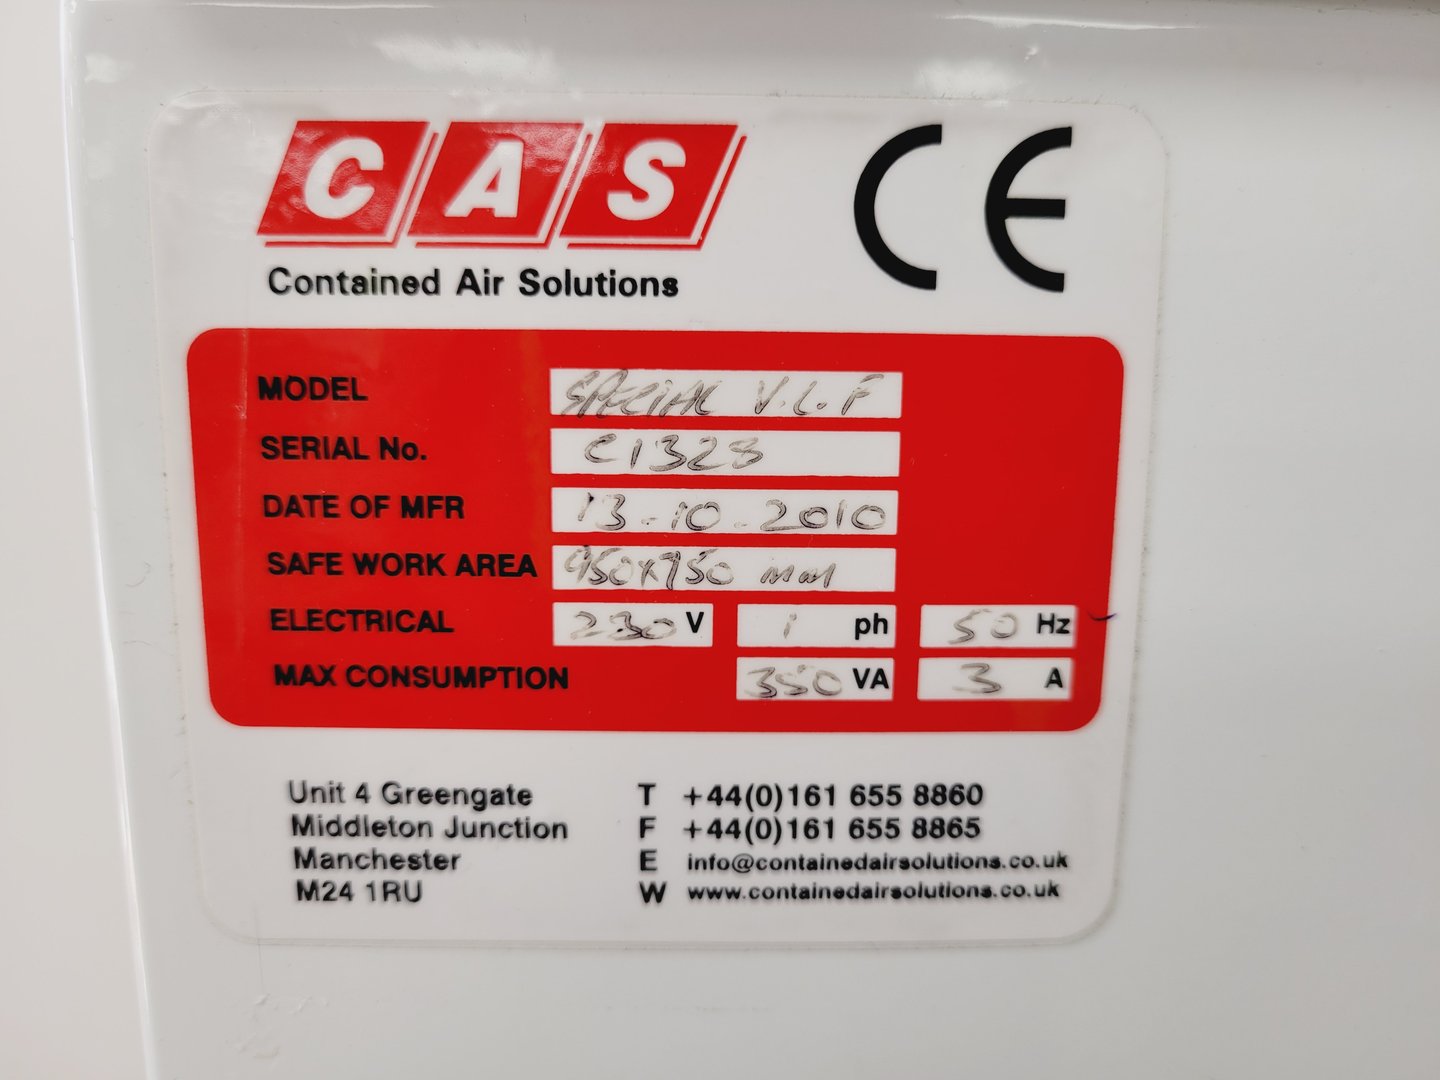 CAS
CE
Contained Air Solutions
MODEL SPECIAL V.L.F
SERIAL No. C1328
DATE OF MFR 13-10-2010
SAFE WORK AREA 950x950 mm
ELECTRICAL 230 V 1 ph 50 Hz
MAX CONSUMPTION 350 VA 3 A
Unit 4 Greengate
Middleton Junction
Manchester
M24 1RU
T +44(0)161 655 8860
F +44(0)161 655 8865
E info@containedairsolutions.co.uk
W www.containedairsolutions.co.uk